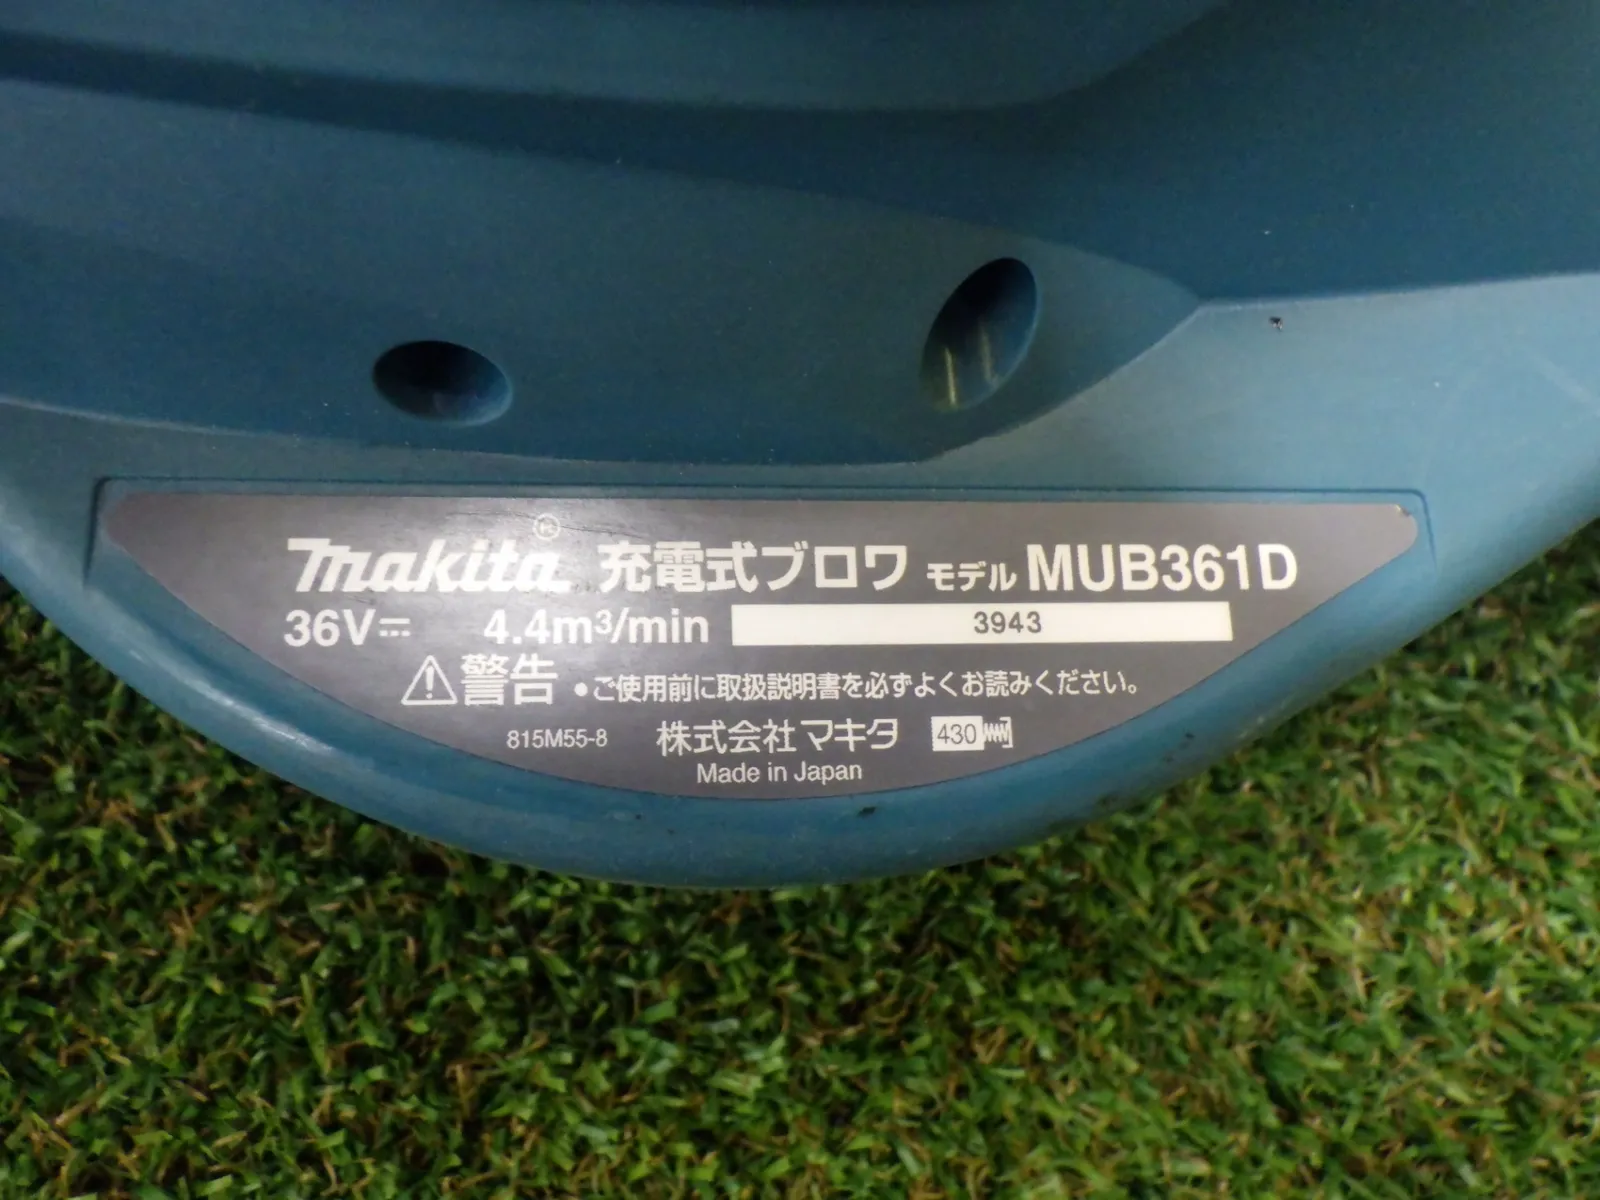 makita® 充電式ブロワ モデル MUB361D
36V⎓ 4.4m³/min 3943
⚠警告 •ご使用前に取扱説明書を必ずよくお読みください。
815M55-8 株式会社マキタ 430
Made in Japan